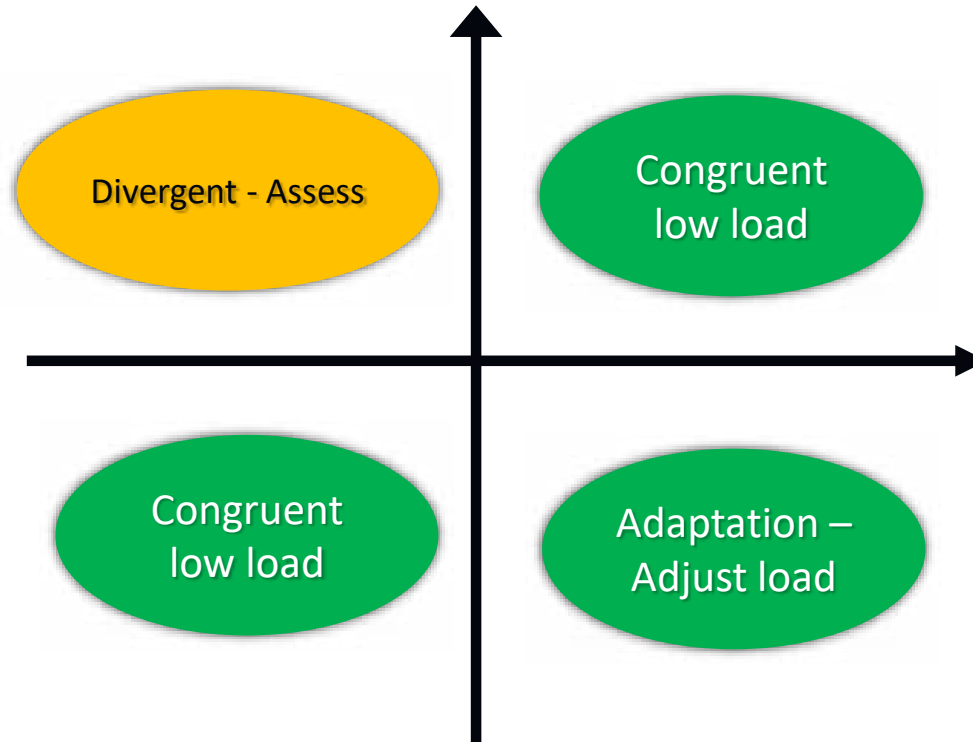 Divergent - Assess
Congruent
low load
Congruent
low load
Adaptation –
Adjust load